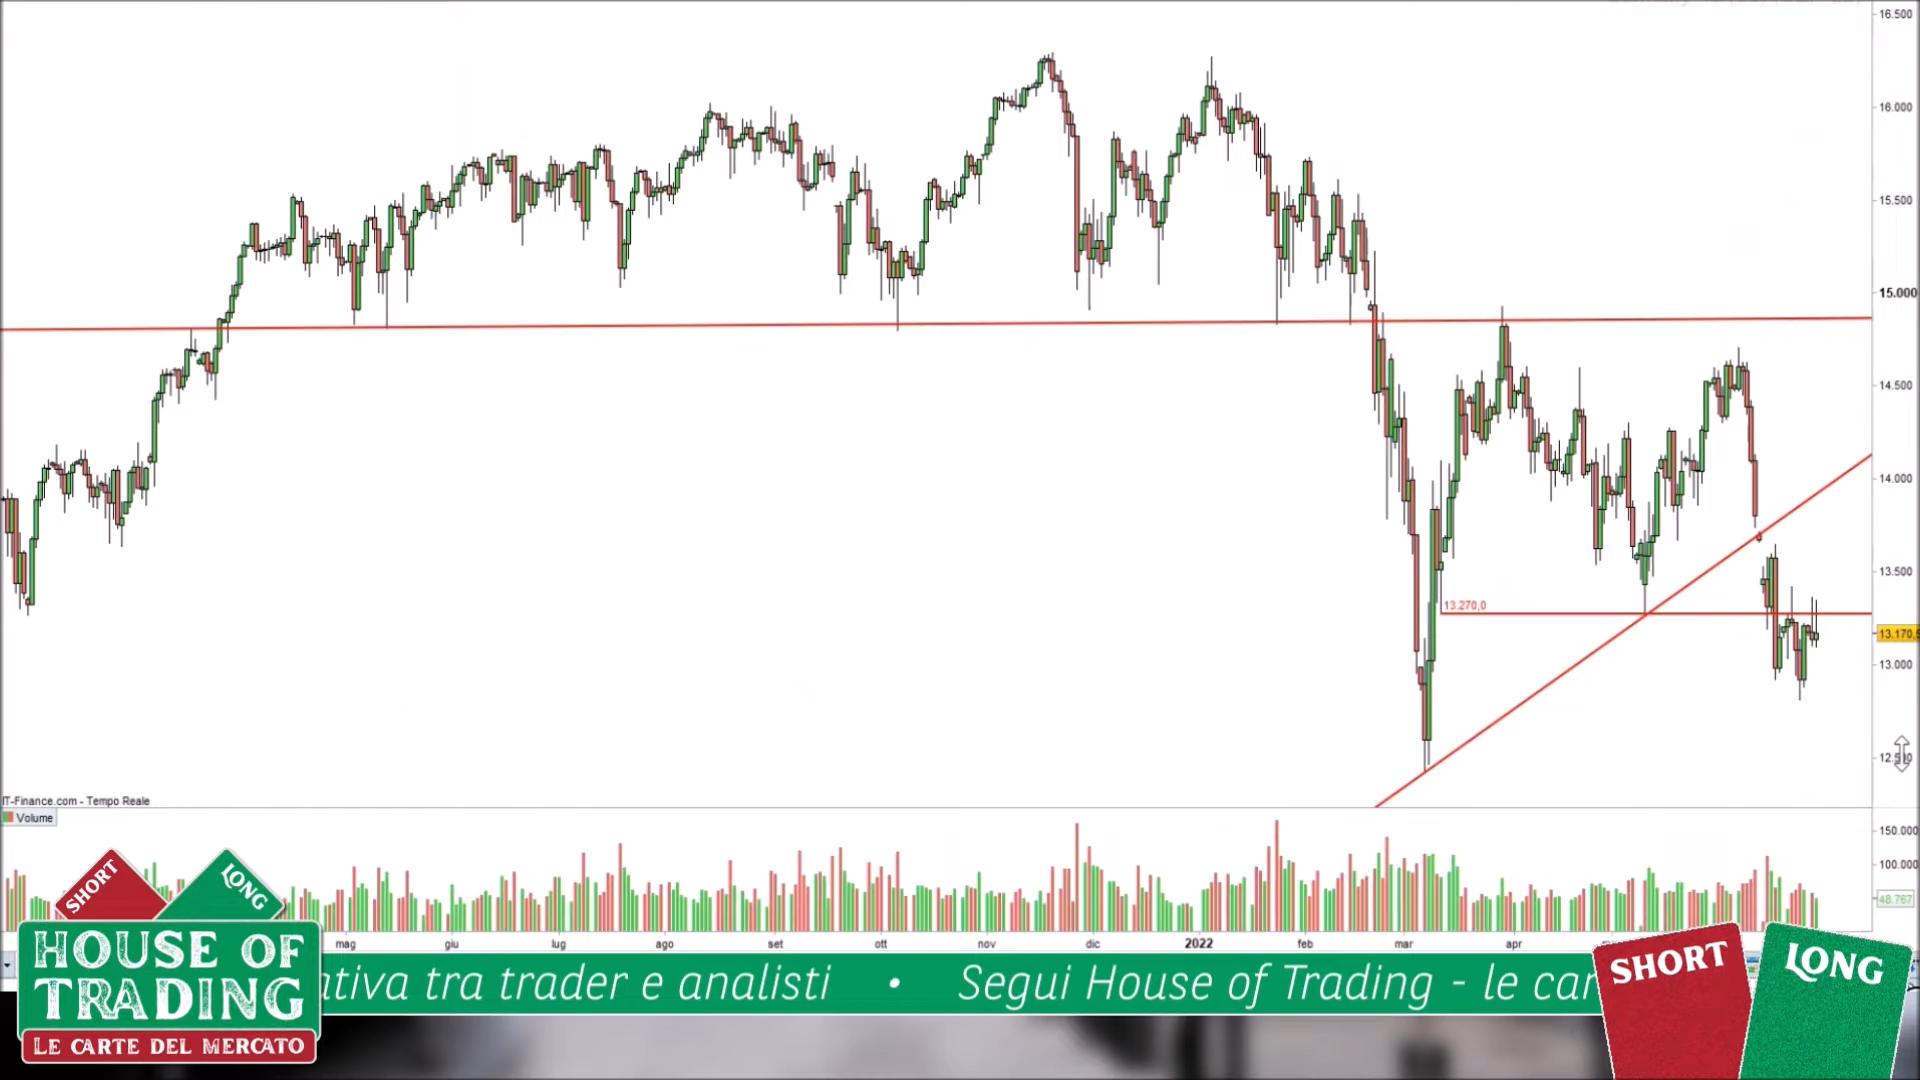 16.500
16.000
15.500
15.000
14.500
14.000
13.500
13.270,0
13.170,5
13.000
IT-Finance.com - Tempo Reale
Volume
150.000
100.000
48.767
mag giu lug ago set ott nov dic 2022 feb mar apr
SHORT
LONG
HOUSE OF
TRADING
LE CARTE DEL MERCATO
ativa tra trader e analisti • Segui House of Trading - le car
SHORT
LONG